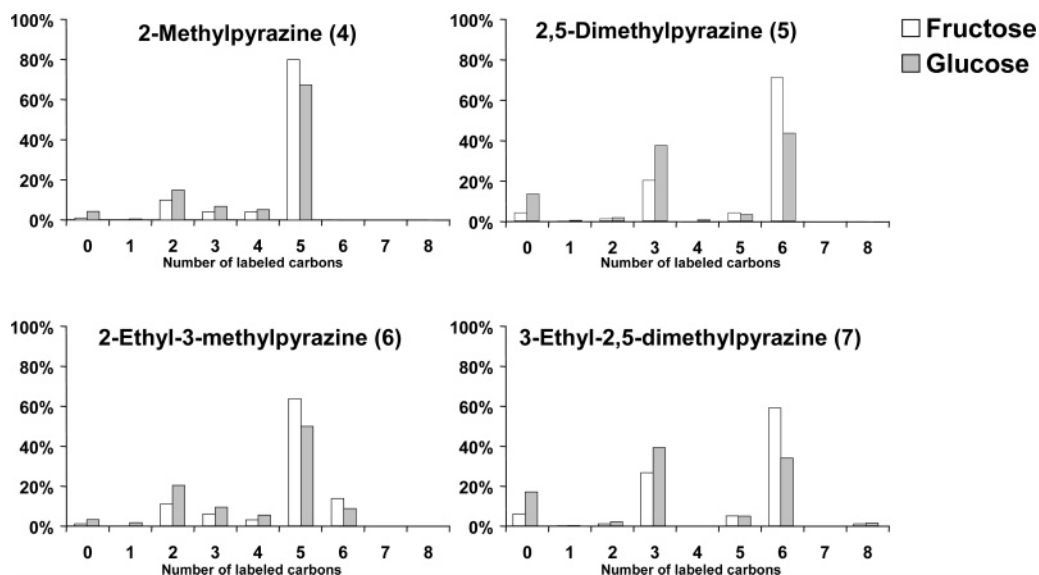 2-Methylpyrazine (4)
100%
80%
60%
40%
20%
0%
0 1 2 3 4 5 6 7 8
Number of labeled carbons
2,5-Dimethylpyrazine (5)
100%
80%
60%
40%
20%
0%
0 1 2 3 4 5 6 7 8
Number of labeled carbons
Fructose
Glucose
2-Ethyl-3-methylpyrazine (6)
100%
80%
60%
40%
20%
0%
0 1 2 3 4 5 6 7 8
Number of labeled carbons
3-Ethyl-2,5-dimethylpyrazine (7)
100%
80%
60%
40%
20%
0%
0 1 2 3 4 5 6 7 8
Number of labeled carbons